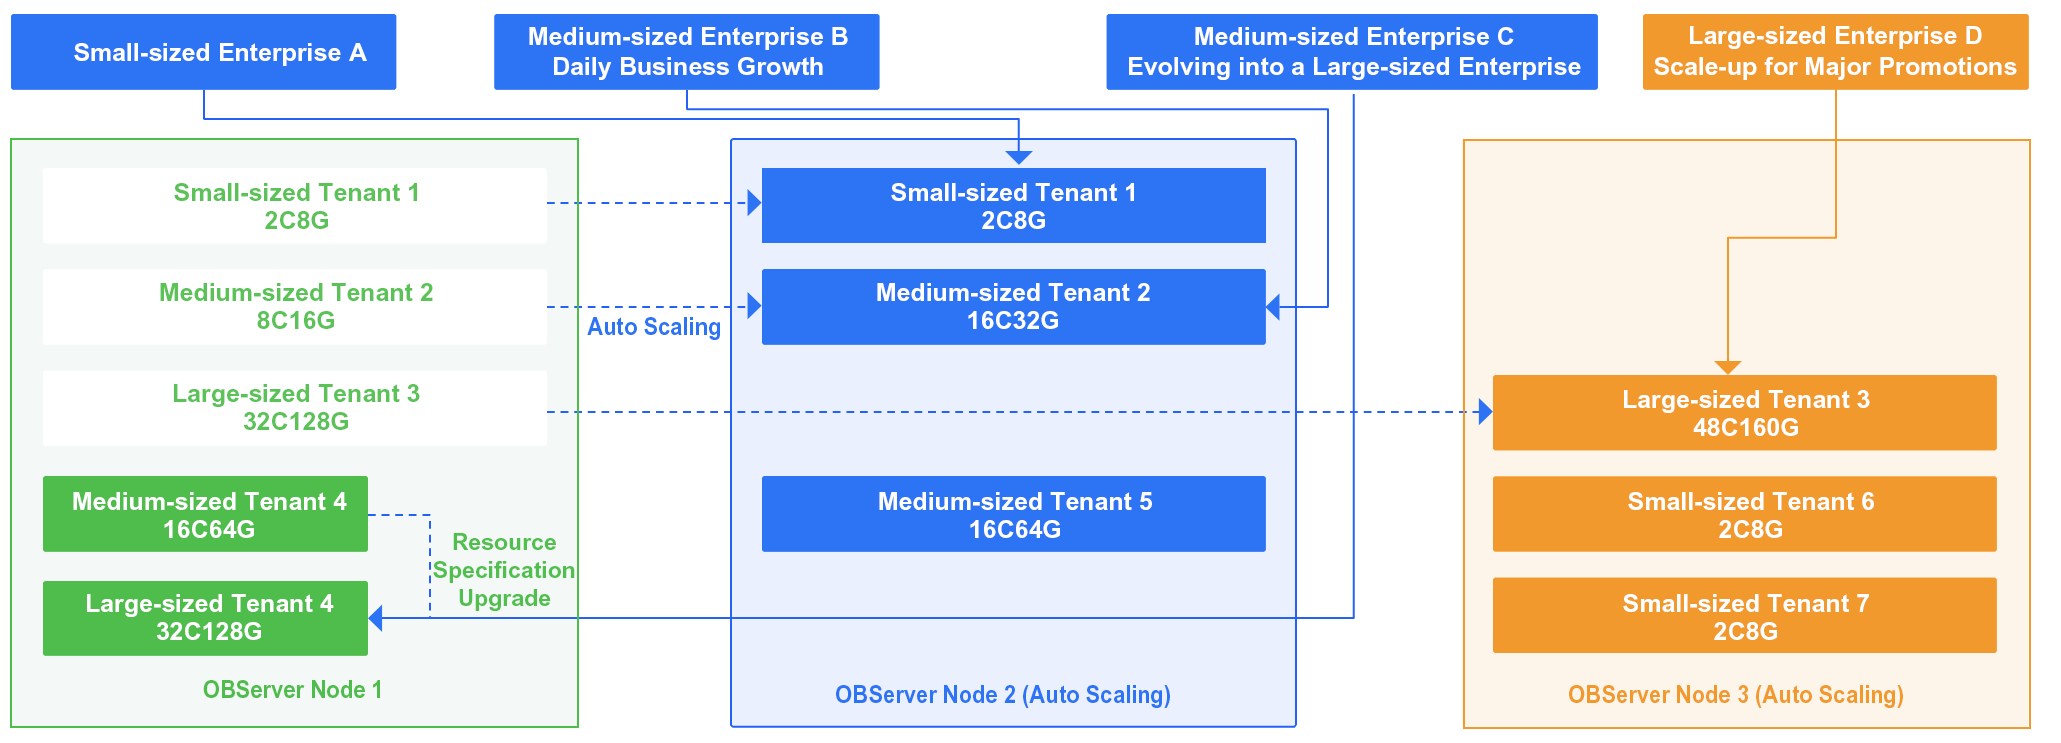 Small-sized Enterprise A
Medium-sized Enterprise B
Daily Business Growth
Medium-sized Enterprise C
Evolving into a Large-sized Enterprise
Large-sized Enterprise D
Scale-up for Major Promotions
Small-sized Tenant 1
2C8G
Medium-sized Tenant 2
8C16G
Large-sized Tenant 3
32C128G
Medium-sized Tenant 4
16C64G
Resource
Specification
Upgrade
Large-sized Tenant 4
32C128G
OBServer Node 1
Auto Scaling
Small-sized Tenant 1
2C8G
Medium-sized Tenant 2
16C32G
Medium-sized Tenant 5
16C64G
OBServer Node 2 (Auto Scaling)
Large-sized Tenant 3
48C160G
Small-sized Tenant 6
2C8G
Small-sized Tenant 7
2C8G
OBServer Node 3 (Auto Scaling)